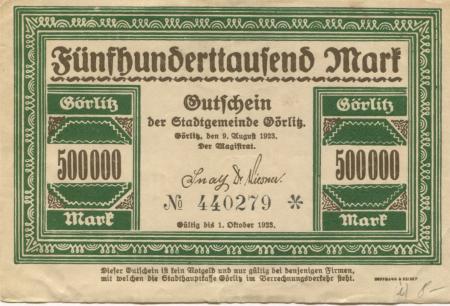 Fünfhunderttausend Mark
Görlitz
500000
Mark
Gutschein
der Stadtgemeinde Görlitz.
Görlitz, den 9. August 1923.
Der Magistrat.
№ 440279 *
Gültig bis 1. Oktober 1923.
Görlitz
500000
Mark
Dieser Gutschein ist kein Notgeld und nur gültig bei denjenigen Firmen,
mit welchen die Stadthauptkasse Görlitz im Verrechnungsverkehr steht.